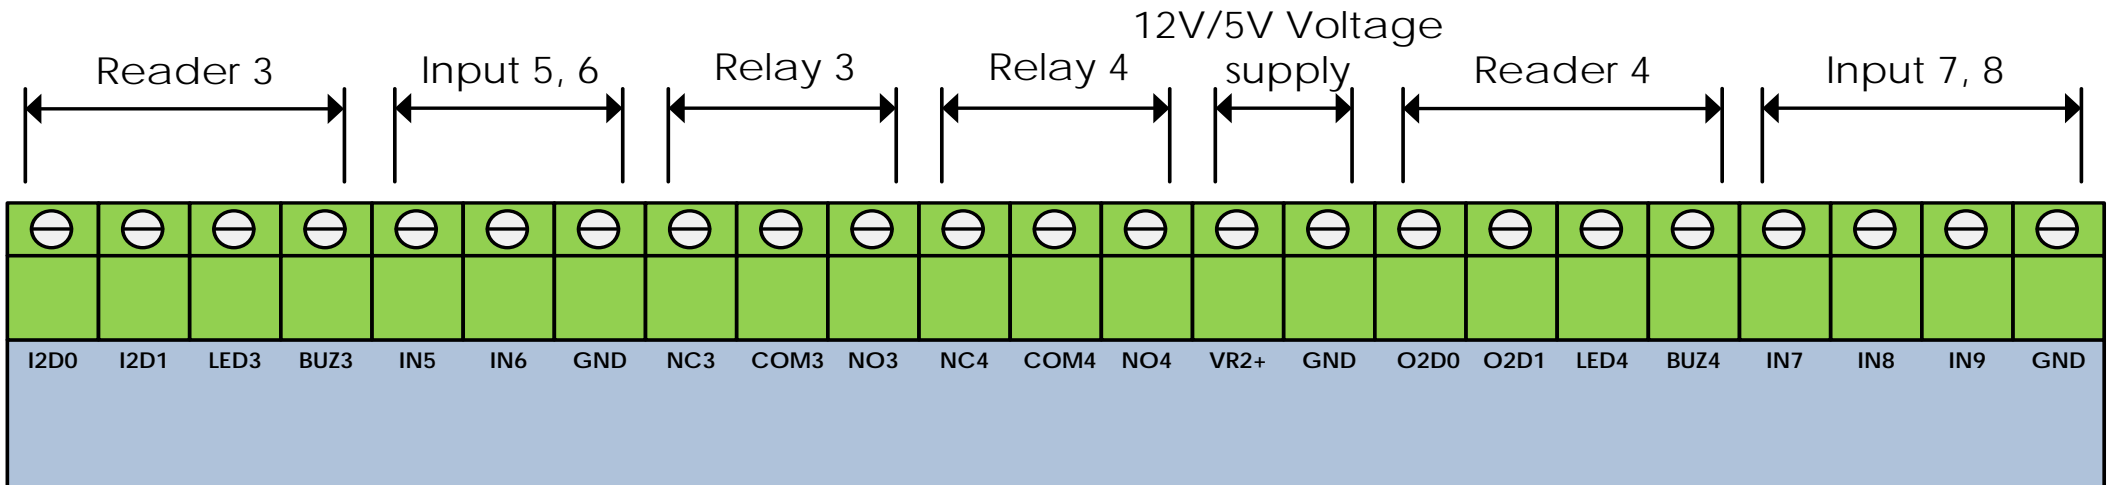 12V/5V Voltage
Reader 3 Input 5, 6 Relay 3 Relay 4 supply Reader 4 Input 7, 8
I2D0 I2D1 LED3 BUZ3 IN5 IN6 GND NC3 COM3 NO3 NC4 COM4 NO4 VR2+ GND O2D0 O2D1 LED4 BUZ4 IN7 IN8 IN9 GND